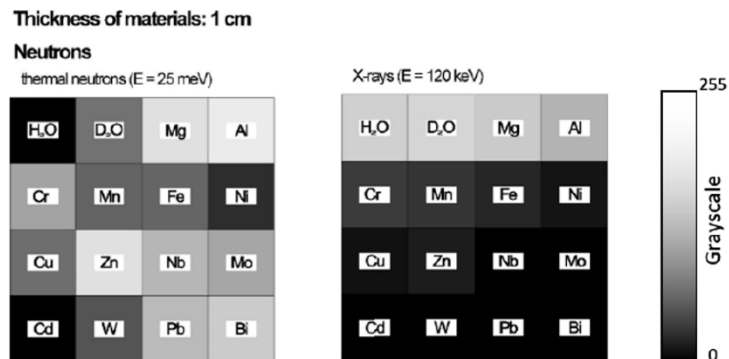 Thickness of materials: 1 cm
Neutrons
thermal neutrons (E = 25 meV)
H₂O D₂O Mg Al
Cr Mn Fe Ni
Cu Zn Nb Mo
Cd W Pb Bi
X-rays (E = 120 keV)
H₂O D₂O Mg Al
Cr Mn Fe Ni
Cu Zn Nb Mo
Cd W Pb Bi
255
Grayscale
0